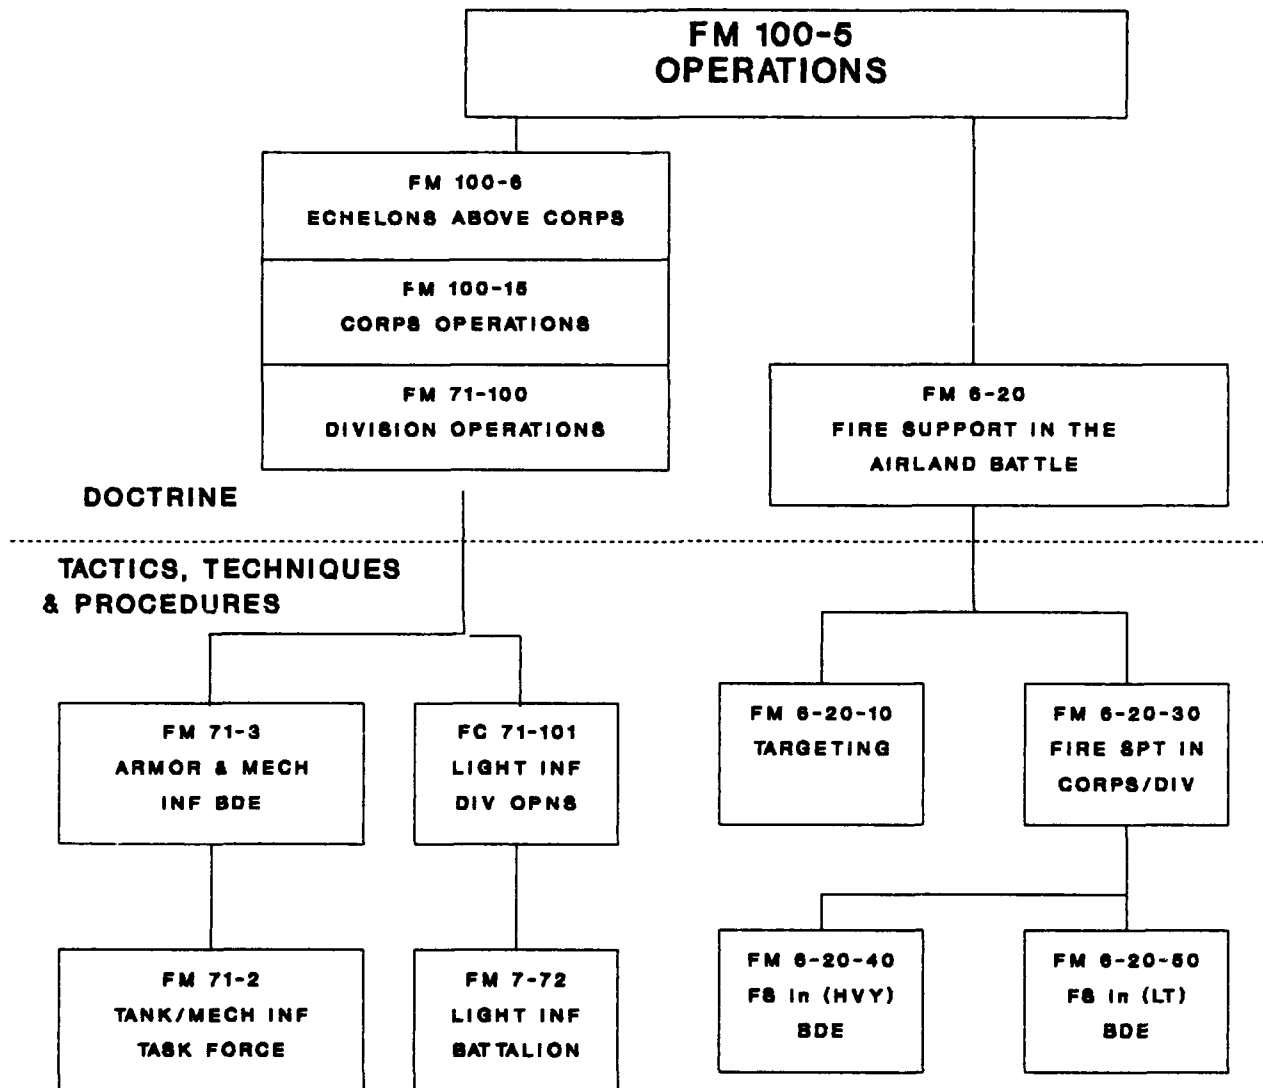 FM 100-5
OPERATIONS
FM 100-6
ECHELONS ABOVE CORPS
FM 100-15
CORPS OPERATIONS
FM 71-100
DIVISION OPERATIONS
FM 6-20
FIRE SUPPORT IN THE
AIRLAND BATTLE
DOCTRINE
TACTICS, TECHNIQUES
& PROCEDURES
FM 71-3
ARMOR & MECH
INF BDE
FC 71-101
LIGHT INF
DIV OPNS
FM 6-20-10
TARGETING
FM 6-20-30
FIRE SPT IN
CORPS/DIV
FM 71-2
TANK/MECH INF
TASK FORCE
FM 7-72
LIGHT INF
BATTALION
FM 6-20-40
FS in (HVY)
BDE
FM 6-20-50
FS in (LT)
BDE